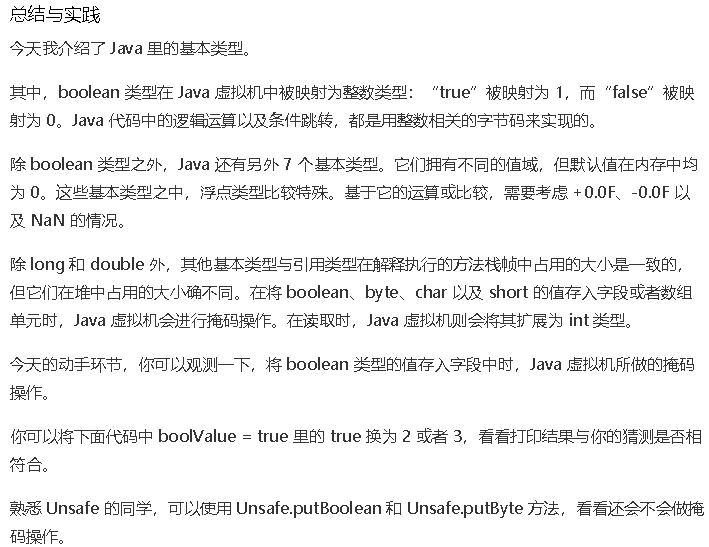 总结与实践
今天我介绍了 Java 里的基本类型。
其中，boolean 类型在 Java 虚拟机中被映射为整数类型：“true”被映射为 1，而“false”被映
射为 0。Java 代码中的逻辑运算以及条件跳转，都是用整数相关的字节码来实现的。
除 boolean 类型之外，Java 还有另外 7 个基本类型。它们拥有不同的值域，但默认值在内存中均
为 0。这些基本类型之中，浮点类型比较特殊。基于它的运算或比较，需要考虑 +0.0F、-0.0F 以
及 NaN 的情况。
除 long 和 double 外，其他基本类型与引用类型在解释执行的方法栈帧中占用的大小是一致的，
但它们在堆中占用的大小确不同。在将 boolean、byte、char 以及 short 的值存入字段或者数组
单元时，Java 虚拟机会进行掩码操作。在读取时，Java 虚拟机则会将其扩展为 int 类型。
今天的动手环节，你可以观测一下，将 boolean 类型的值存入字段中时，Java 虚拟机所做的掩码
操作。
你可以将下面代码中 boolValue = true 里的 true 换为 2 或者 3，看看打印结果与你的猜测是否相
符合。
熟悉 Unsafe 的同学，可以使用 Unsafe.putBoolean 和 Unsafe.putByte 方法，看看还会不会做掩
码操作。